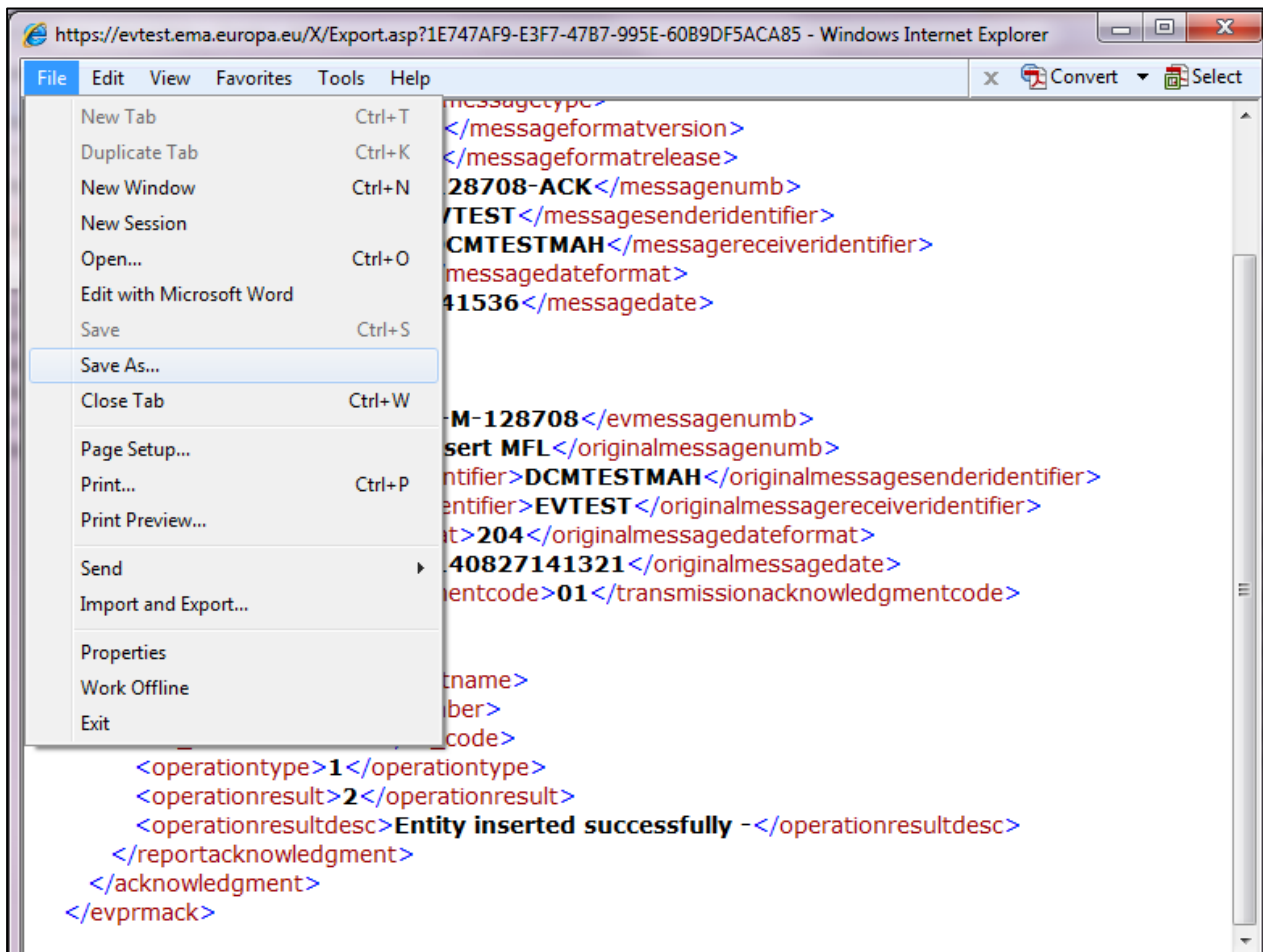 https://evtest.ema.europa.eu/X/Export.asp?1E747AF9-E3F7-47B7-995E-60B9DF5ACA85 - Windows Internet Explorer
File Edit View Favorites Tools Help x Convert Select
New Tab Ctrl+T messagetype>
</messageformatversion>
Duplicate Tab Ctrl+K </messageformatrelease>
New Window Ctrl+N 128708-ACK</messagenumb>
New Session VTEST</messagesenderidentifier>
CMTESTMAH</messagereceiveridentifier>
Open... Ctrl+O messagedateformat>
Edit with Microsoft Word 41536</messagedate>
Save Ctrl+S
Save As...
Close Tab Ctrl+W -M-128708</evmessagenumb>
Page Setup... sert MFL</originalmessagenumb>
Print... Ctrl+P ntifier>DCMTESTMAH</originalmessagesenderidentifier>
Print Preview... entifier>EVTEST</originalmessagereceiveridentifier>
t>204</originalmessagedateformat>
Send 140827141321</originalmessagedate>
Import and Export... entcode>01</transmissionacknowledgmentcode>
Properties
Work Offline tname>
ber>
Exit _code>
<operationtype>1</operationtype>
<operationresult>2</operationresult>
<operationresultdesc>Entity inserted successfully -</operationresultdesc>
</reportacknowledgment>
</acknowledgment>
</evprmack>